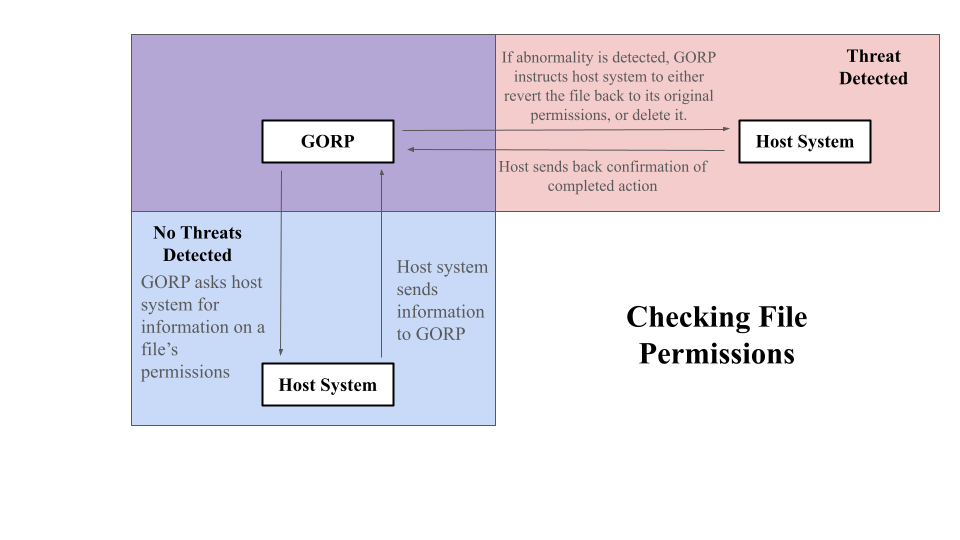 If abnormality is detected, GORP
instructs host system to either
revert the file back to its original
permissions, or delete it.
Threat
Detected
GORP
Host System
Host sends back confirmation of
completed action
No Threats
Detected
GORP asks host
system for
information on a
file’s
permissions
Host system
sends
information
to GORP
Host System
Checking File
Permissions